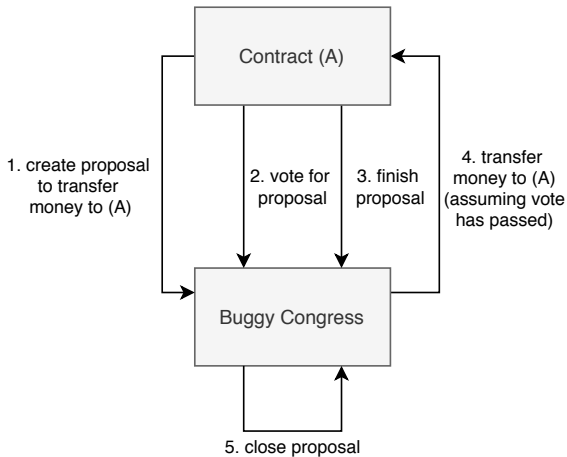 Contract (A)
1. create proposal
to transfer
money to (A)
2. vote for
proposal
3. finish
proposal
4. transfer
money to (A)
(assuming vote
has passed)
Buggy Congress
5. close proposal